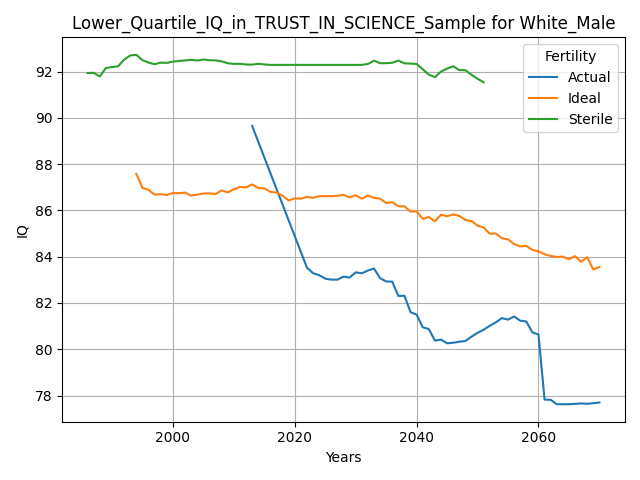 Lower_Quartile_IQ_in_TRUST_IN_SCIENCE_Sample for White_Male
Fertility
Actual
Ideal
Sterile
IQ
92
90
88
86
84
82
80
78
2000
2020
2040
2060
Years